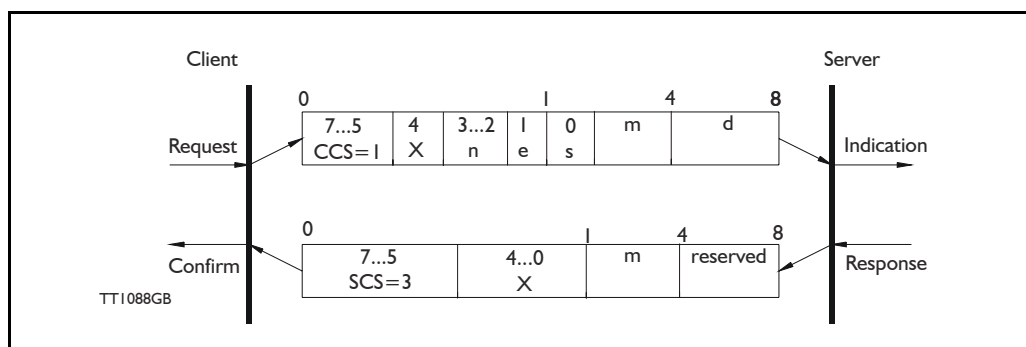 Client Server
0 1 4 8
7...5 4 3...2 1 0 m d
CCS=1 X n e s
Request Indication
0 1 4 8
7...5 4...0 m reserved
SCS=3 X
Confirm Response
TT1088GB